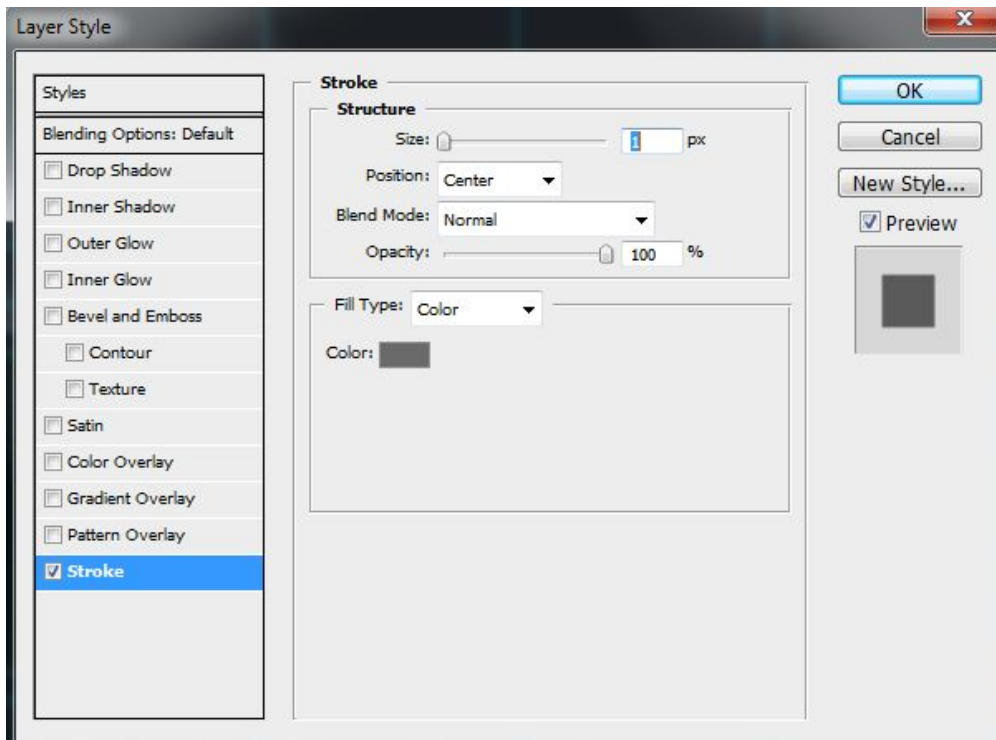 Layer Style
X
Styles
Blending Options: Default
Drop Shadow
Inner Shadow
Outer Glow
Inner Glow
Bevel and Emboss
Contour
Texture
Satin
Color Overlay
Gradient Overlay
Pattern Overlay
Stroke
Stroke
Structure
Size: 1 px
Position: Center
Blend Mode: Normal
Opacity: 100 %
Fill Type: Color
Color:
OK
Cancel
New Style...
Preview